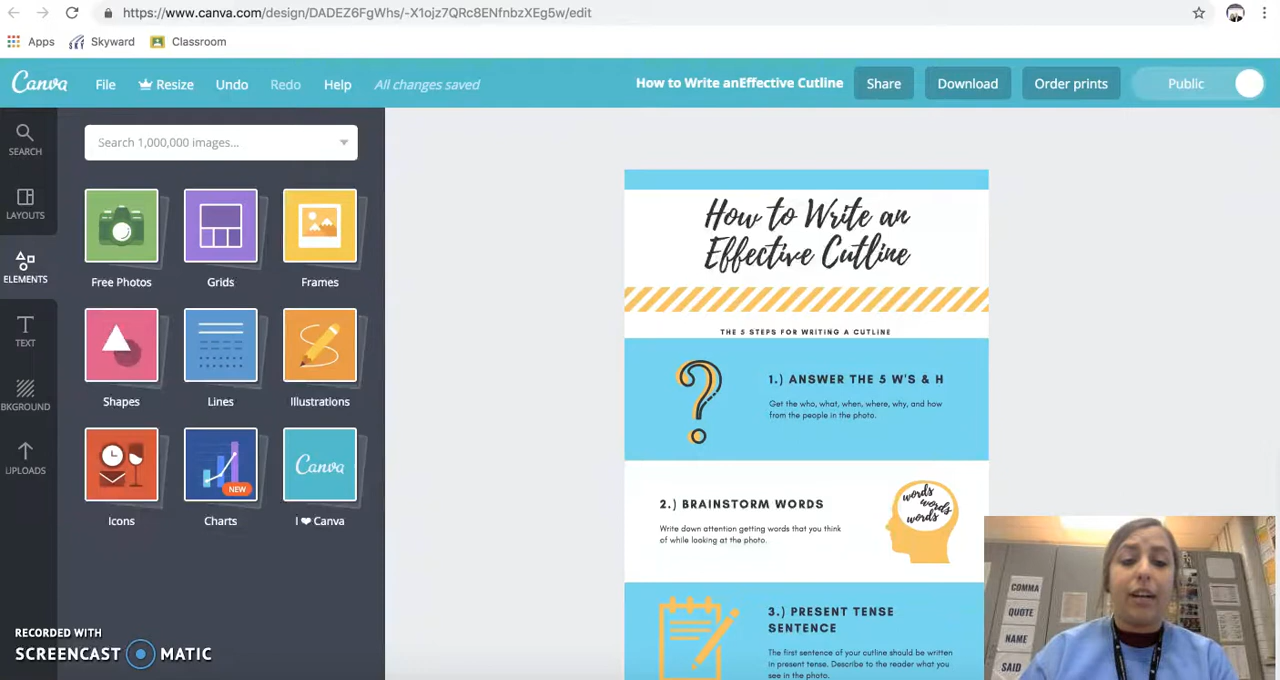 https://www.canva.com/design/DADEZ6FgWhs/-X1ojz7QRc8ENfnbzXEg5w/edit
Apps Skyward Classroom
Canva File Resize Undo Redo Help All changes saved How to Write anEffective Cutline Share Download Order prints Public
SEARCH
LAYOUTS
ELEMENTS
TEXT
BKGROUND
UPLOADS
Search 1,000,000 images...
Free Photos Grids Frames
Shapes Lines Illustrations
NEW
Canva
Icons Charts I ❤ Canva
How to Write an
Effective Cutline
THE 5 STEPS FOR WRITING A CUTLINE
1.) ANSWER THE 5 W'S & H
Get the who, what, when, where, why, and how
from the people in the photo.
2.) BRAINSTORM WORDS
Write down attention getting words that you think
of while looking at the photo.
words
words
words
3.) PRESENT TENSE
SENTENCE
The first sentence of your cutline should be written
in present tense. Describe to the reader what you
see in the photo.
COMMA
QUOTE
NAME
SAID
RECORDED WITH
SCREENCAST MATIC